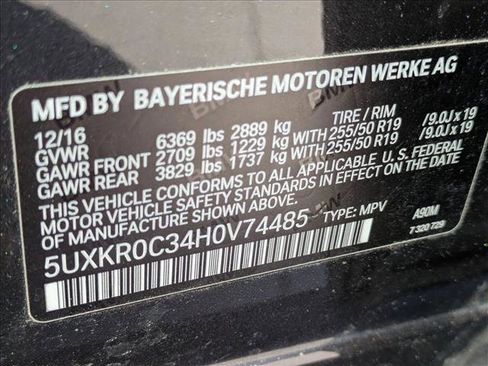 MFD BY BAYERISCHE MOTOREN WERKE AG
12/16 TIRE / RIM
GVWR 6369 lbs 2889 kg
GAWR FRONT 2709 lbs 1229 kg WITH 255/50 R19 /9.0J x 19
GAWR REAR 3829 lbs 1737 kg WITH 255/50 R19 /9.0J x 19
THIS VEHICLE CONFORMS TO ALL APPLICABLE U. S. FEDERAL
MOTOR VEHICLE SAFETY STANDARDS IN EFFECT ON THE DATE
OF MANUFACTURE SHOWN ABOVE.
5UXKR0C34H0V74485 TYPE: MPV A90M
7 320 729